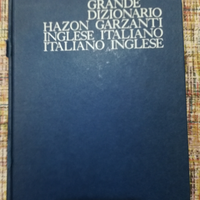 GRANDE
DIZIONARIO
HAZON GARZANTI
INGLESE ITALIANO
ITALIANO INGLESE